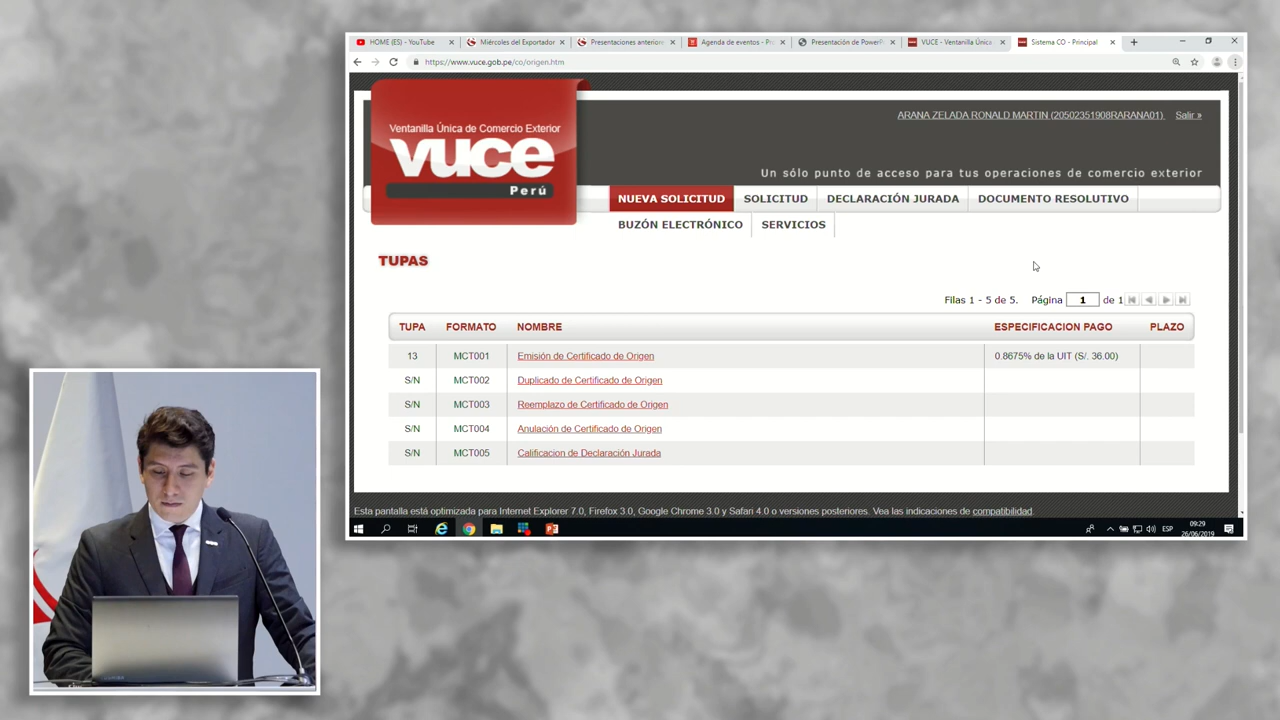 HOME (ES) - YouTube
Miércoles del Exportador
Presentaciones anteriore
Agenda de eventos - Pr
Presentación de PowerP
VUCE - Ventanilla Única
Sistema CO - Principal
https://www.vuce.gob.pe/co/origen.htm
Ventanilla Única de Comercio Exterior
vuce
Perú
ARANA ZELADA RONALD MARTIN (20502351908RARANA01) Salir »
Un sólo punto de acceso para tus operaciones de comercio exterior
NUEVA SOLICITUD SOLICITUD DECLARACIÓN JURADA DOCUMENTO RESOLUTIVO
BUZÓN ELECTRÓNICO SERVICIOS
TUPAS
Filas 1 - 5 de 5. Página 1 de 1
TUPA FORMATO NOMBRE ESPECIFICACION PAGO PLAZO
13 MCT001 Emisión de Certificado de Origen 0.8675% de la UIT (S/. 36.00)
S/N MCT002 Duplicado de Certificado de Origen
S/N MCT003 Reemplazo de Certificado de Origen
S/N MCT004 Anulación de Certificado de Origen
S/N MCT005 Calificacion de Declaración Jurada
Esta pantalla está optimizada para Internet Explorer 7.0, Firefox 3.0, Google Chrome 3.0 y Safari 4.0 o versiones posteriores. Vea las indicaciones de compatibilidad.
ESP
09:29
26/06/2019